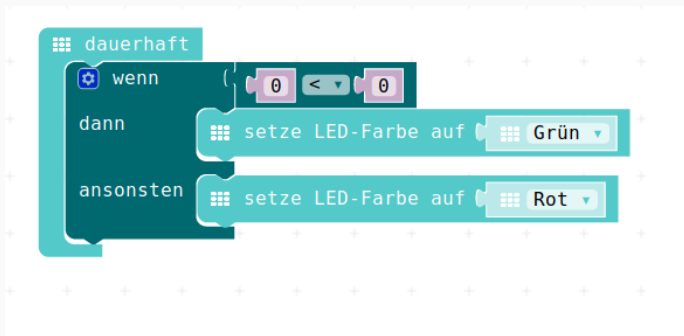 dauerhaft
wenn 0 < 0
dann setze LED-Farbe auf Grün
ansonsten setze LED-Farbe auf Rot